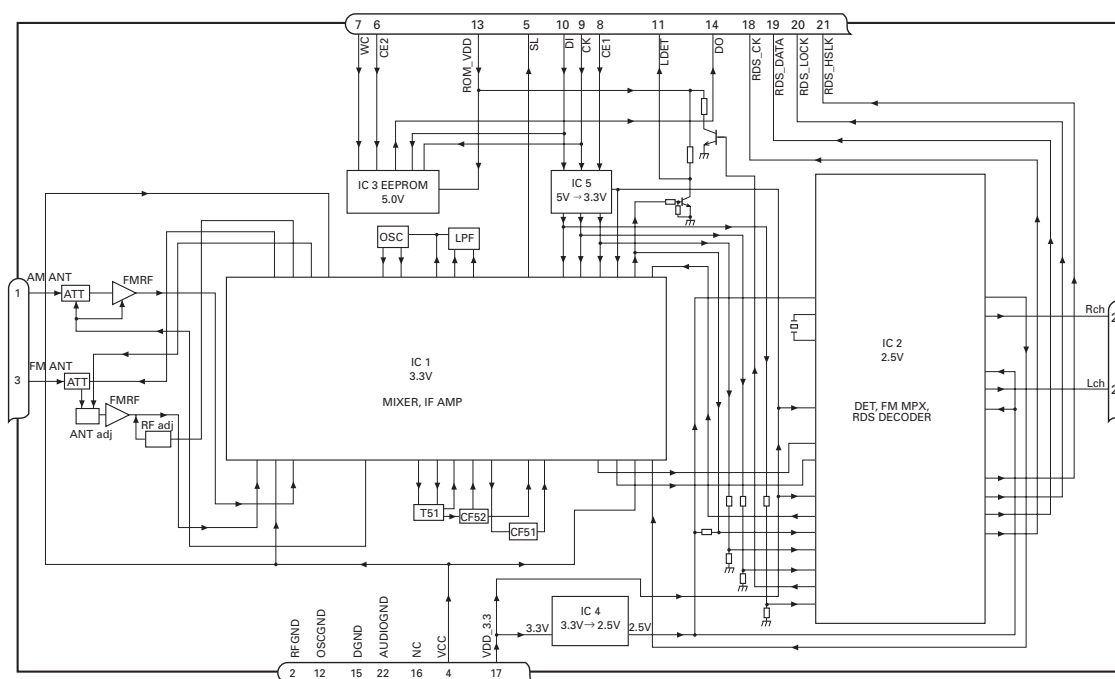 7 6 13 5 10 9 8 11 14 18 19 20 21
WC
CE2
ROM_VDD
SL
DI
CK
CE1
LDET
DO
RDS_CK
RDS_DATA
RDS_LOCK
RDS_HSLK
IC 3 EEPROM
5.0V
IC 5
5V → 3.3V
OSC
LPF
AM ANT
1
ATT
FMRF
FM ANT
3
ATT
FMRF
ANT adj
RF adj
IC 1
3.3V
MIXER, IF AMP
IC 2
2.5V
DET, FM MPX,
RDS DECODER
Rch
2
Lch
2
T51
CF52
CF51
IC 4
3.3V → 2.5V
3.3V
2.5V
RFGND
OSCGND
DGND
AUDIOGND
NC
VCC
VDD_3.3
2 12 15 22 16 4 17